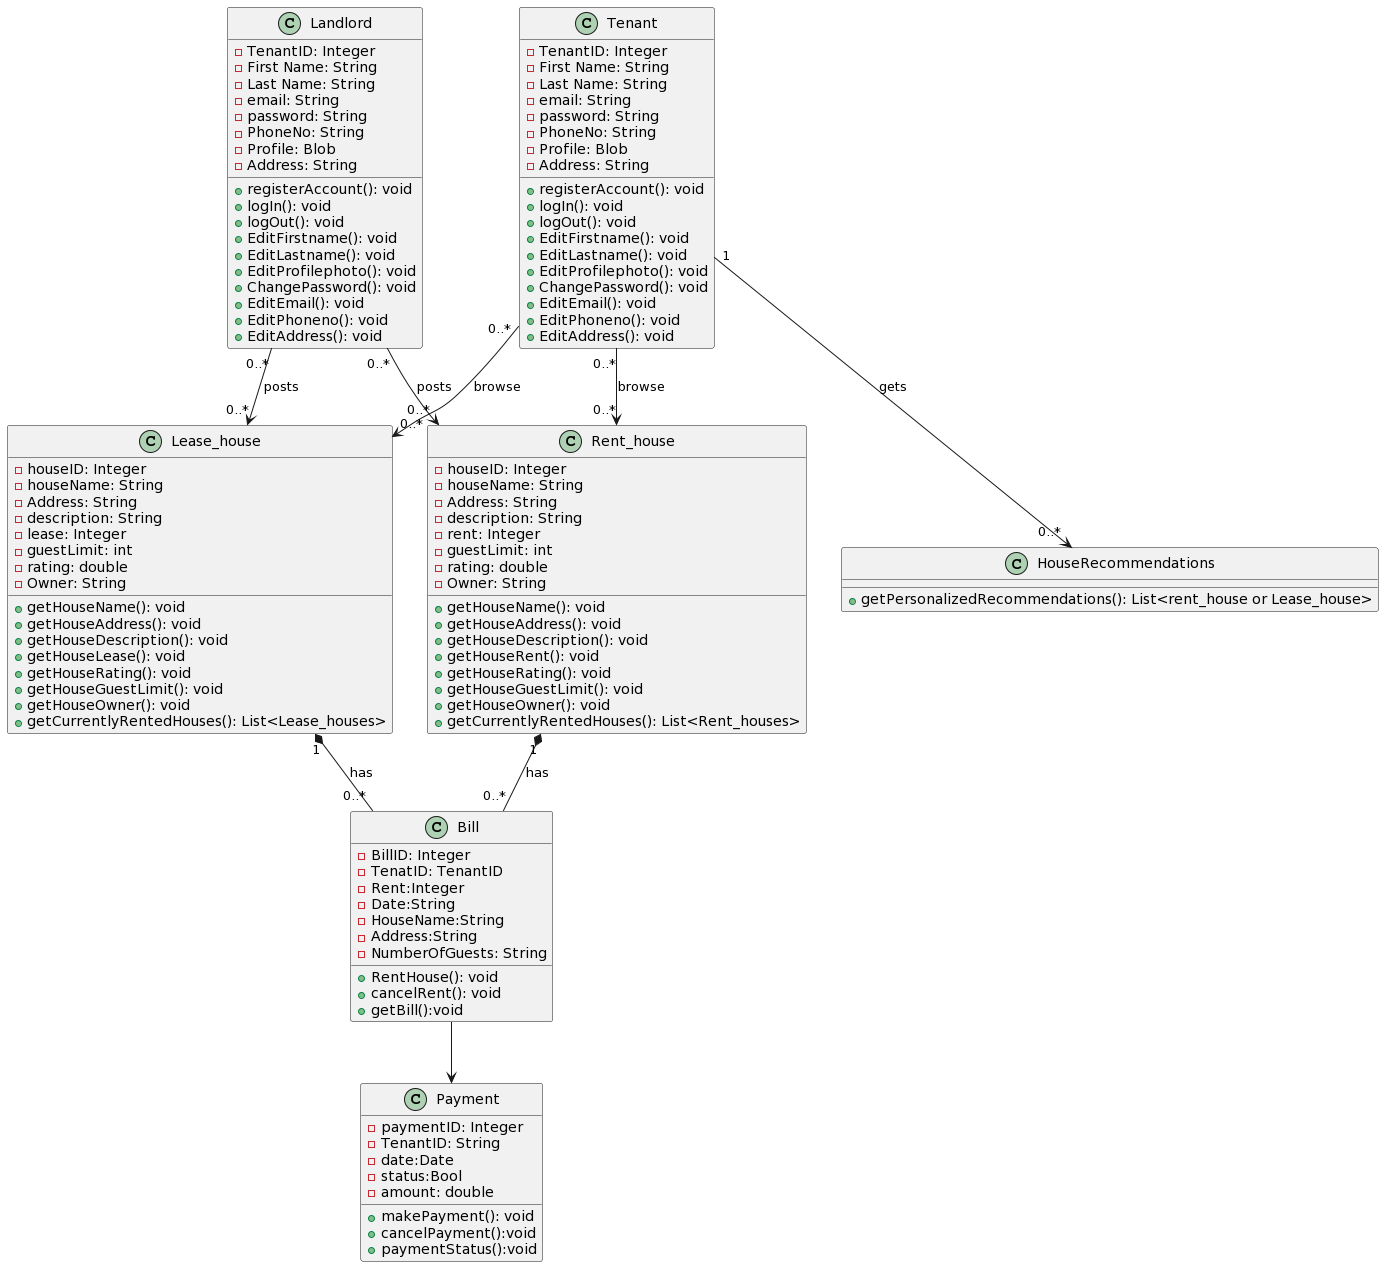 C Landlord
TenantID: Integer
First Name: String
Last Name: String
email: String
password: String
PhoneNo: String
Profile: Blob
Address: String
registerAccount(): void
logIn(): void
logOut(): void
EditFirstname(): void
EditLastname(): void
EditProfilephoto(): void
ChangePassword(): void
EditEmail(): void
EditPhoneno(): void
EditAddress(): void
C Tenant
TenantID: Integer
First Name: String
Last Name: String
email: String
password: String
PhoneNo: String
Profile: Blob
Address: String
registerAccount(): void
logIn(): void
logOut(): void
EditFirstname(): void
EditLastname(): void
EditProfilephoto(): void
ChangePassword(): void
EditEmail(): void
EditPhoneno(): void
EditAddress(): void
0..*
posts
0..*
0..*
posts
0..*
0..*
browse
0..*
0..*
browse
0..*
1
gets
0..*
C Lease_house
houseID: Integer
houseName: String
Address: String
description: String
lease: Integer
guestLimit: int
rating: double
Owner: String
getHouseName(): void
getHouseAddress(): void
getHouseDescription(): void
getHouseLease(): void
getHouseRating(): void
getHouseGuestLimit(): void
getHouseOwner(): void
getCurrentlyRentedHouses(): List<Lease_houses>
C Rent_house
houseID: Integer
houseName: String
Address: String
description: String
rent: Integer
guestLimit: int
rating: double
Owner: String
getHouseName(): void
getHouseAddress(): void
getHouseDescription(): void
getHouseRent(): void
getHouseRating(): void
getHouseGuestLimit(): void
getHouseOwner(): void
getCurrentlyRentedHouses(): List<Rent_houses>
C HouseRecommendations
getPersonalizedRecommendations(): List<rent_house or Lease_house>
1
has
0..*
1
has
0..*
C Bill
BillID: Integer
TenatID: TenantID
Rent:Integer
Date:String
HouseName:String
Address:String
NumberOfGuests: String
RentHouse(): void
cancelRent(): void
getBill():void
C Payment
paymentID: Integer
TenantID: String
date:Date
status:Bool
amount: double
makePayment(): void
cancelPayment():void
paymentStatus():void